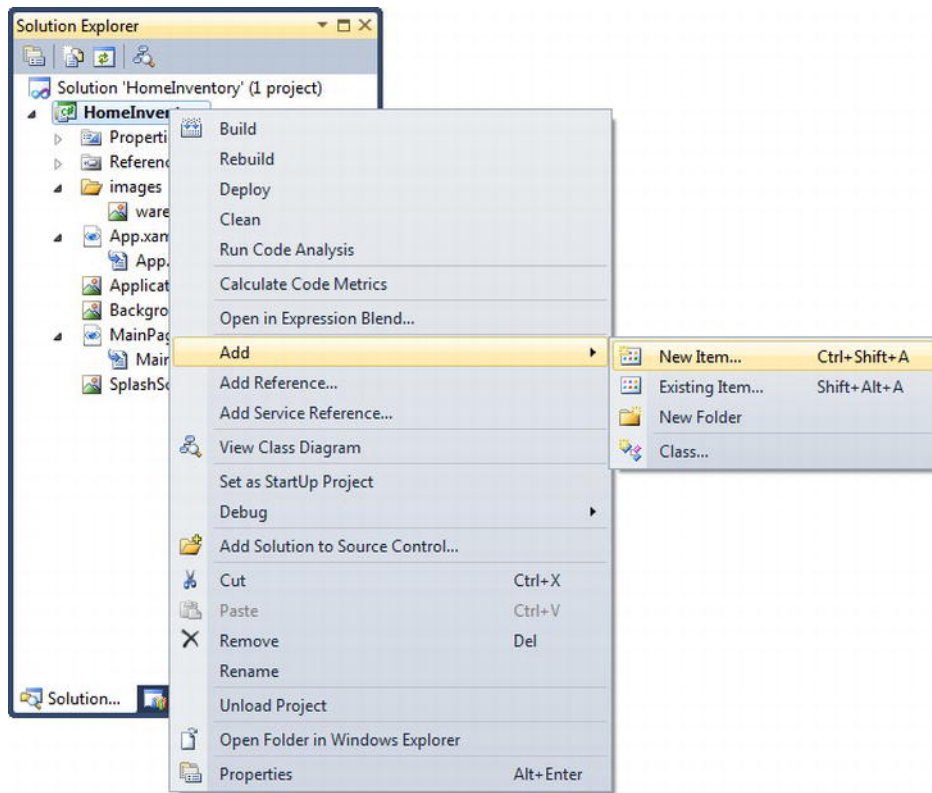 Solution Explorer
Solution 'HomeInventory' (1 project)
HomeInven
Properti
Referenc
images
ware
App.xam
App.
Applicat
Backgro
MainPag
Main
SplashSc
Solution...
Build
Rebuild
Deploy
Clean
Run Code Analysis
Calculate Code Metrics
Open in Expression Blend...
Add
Add Reference...
Add Service Reference...
View Class Diagram
Set as StartUp Project
Debug
Add Solution to Source Control...
Cut Ctrl+X
Paste Ctrl+V
Remove Del
Rename
Unload Project
Open Folder in Windows Explorer
Properties Alt+Enter
New Item... Ctrl+Shift+A
Existing Item... Shift+Alt+A
New Folder
Class...